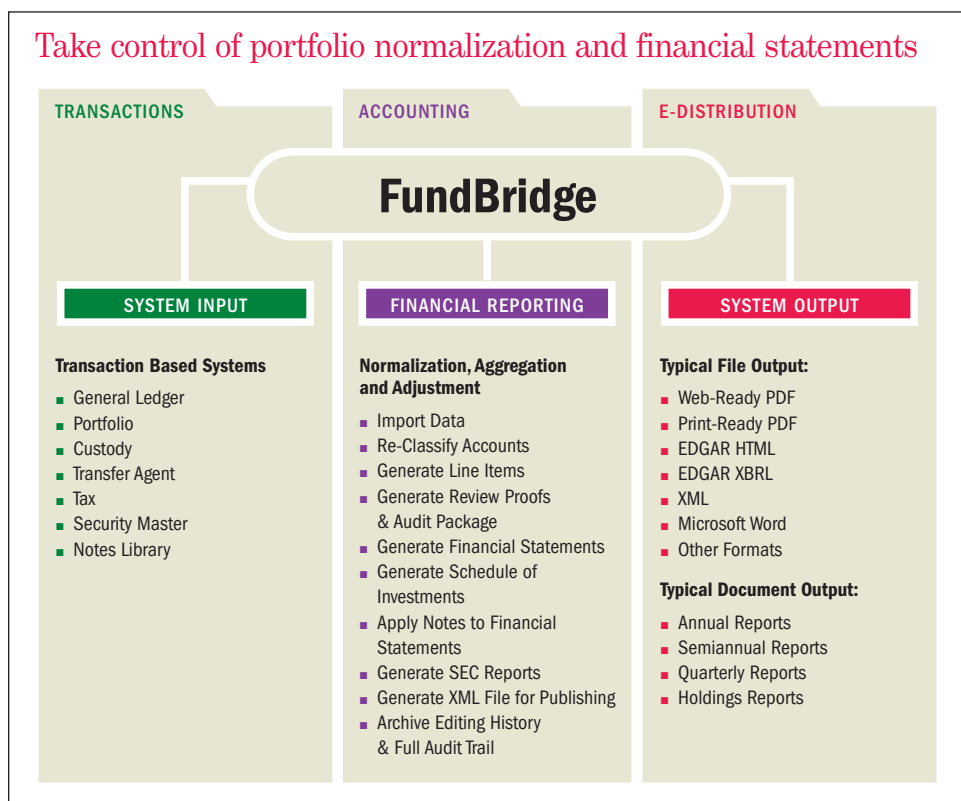 Take control of portfolio normalization and financial statements
TRANSACTIONS
ACCOUNTING
E-DISTRIBUTION
FundBridge
SYSTEM INPUT
Transaction Based Systems
General Ledger
Portfolio
Custody
Transfer Agent
Tax
Security Master
Notes Library
FINANCIAL REPORTING
Normalization, Aggregation
and Adjustment
Import Data
Re-Classify Accounts
Generate Line Items
Generate Review Proofs
& Audit Package
Generate Financial Statements
Generate Schedule of
Investments
Apply Notes to Financial
Statements
Generate SEC Reports
Generate XML File for Publishing
Archive Editing History
& Full Audit Trail
SYSTEM OUTPUT
Typical File Output:
Web-Ready PDF
Print-Ready PDF
EDGAR HTML
EDGAR XBRL
XML
Microsoft Word
Other Formats
Typical Document Output:
Annual Reports
Semiannual Reports
Quarterly Reports
Holdings Reports